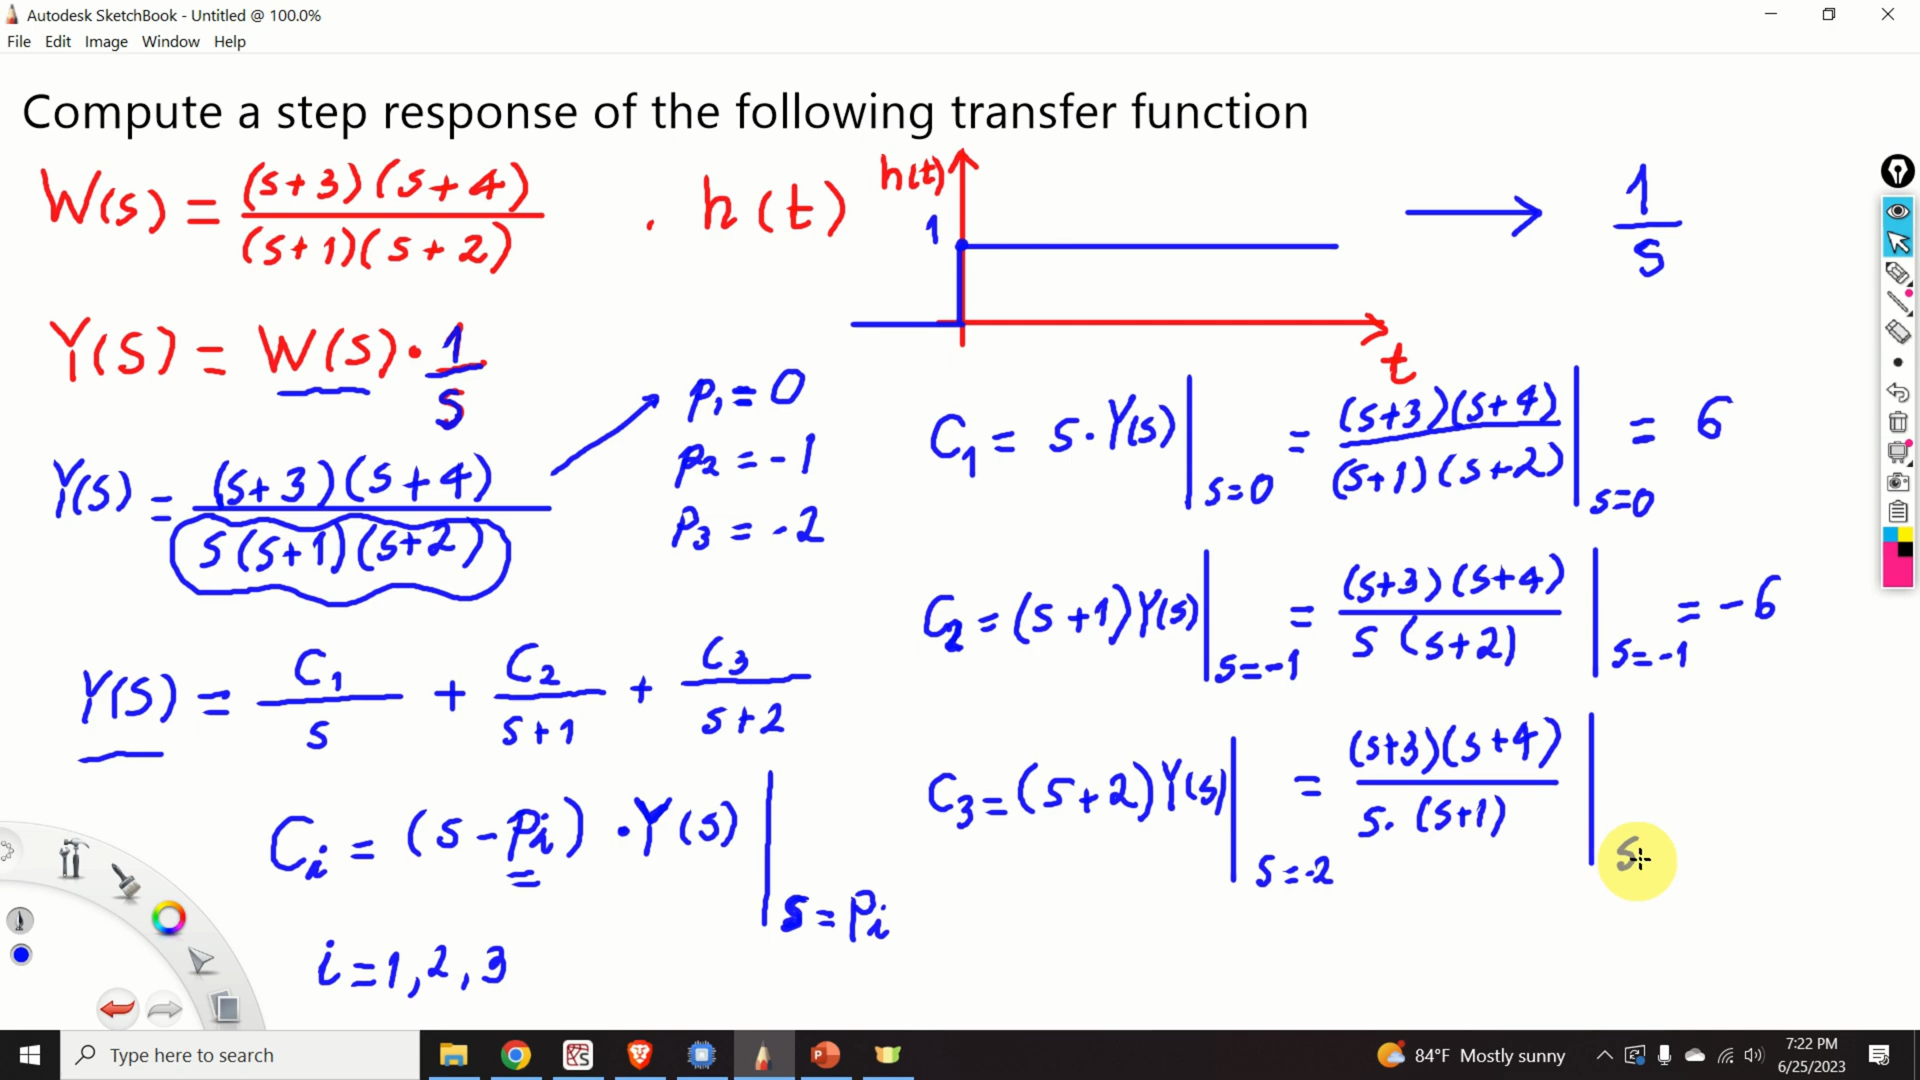 Autodesk SketchBook - Untitled @ 100.0%
File Edit Image Window Help
Compute a step response of the following transfer function
W(s) = (s+3)(s+4) / (s+1)(s+2) . h(t)
h(t)
1
t
1/s
Y(s) = W(s) · 1/s
Y(s) = (s+3)(s+4) / s(s+1)(s+2)
p₁ = 0
p₂ = -1
p₃ = -2
Y(s) = C₁/s + C₂/s+1 + C₃/s+2
Cᵢ = (s - pᵢ) · Y(s) | s = pᵢ
i = 1, 2, 3
C₁ = s · Y(s) | s=0 = (s+3)(s+4) / (s+1)(s+2) | s=0 = 6
C₂ = (s+1)Y(s) | s=-1 = (s+3)(s+4) / s(s+2) | s=-1 = -6
C₃ = (s+2)Y(s) | s=-2 = (s+3)(s+4) / s·(s+1) | s
Type here to search
84°F Mostly sunny
7:22 PM
6/25/2023